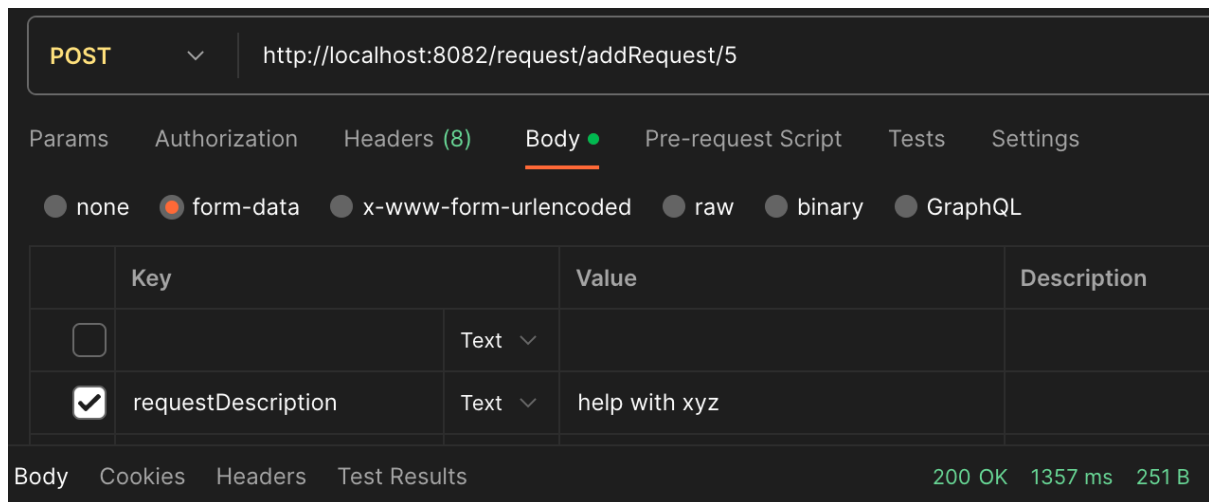 POST http://localhost:8082/request/addRequest/5
Params Authorization Headers (8) Body Pre-request Script Tests Settings
none form-data x-www-form-urlencoded raw binary GraphQL
Key Value Description
Text
requestDescription Text help with xyz
Body Cookies Headers Test Results 200 OK 1357 ms 251 B